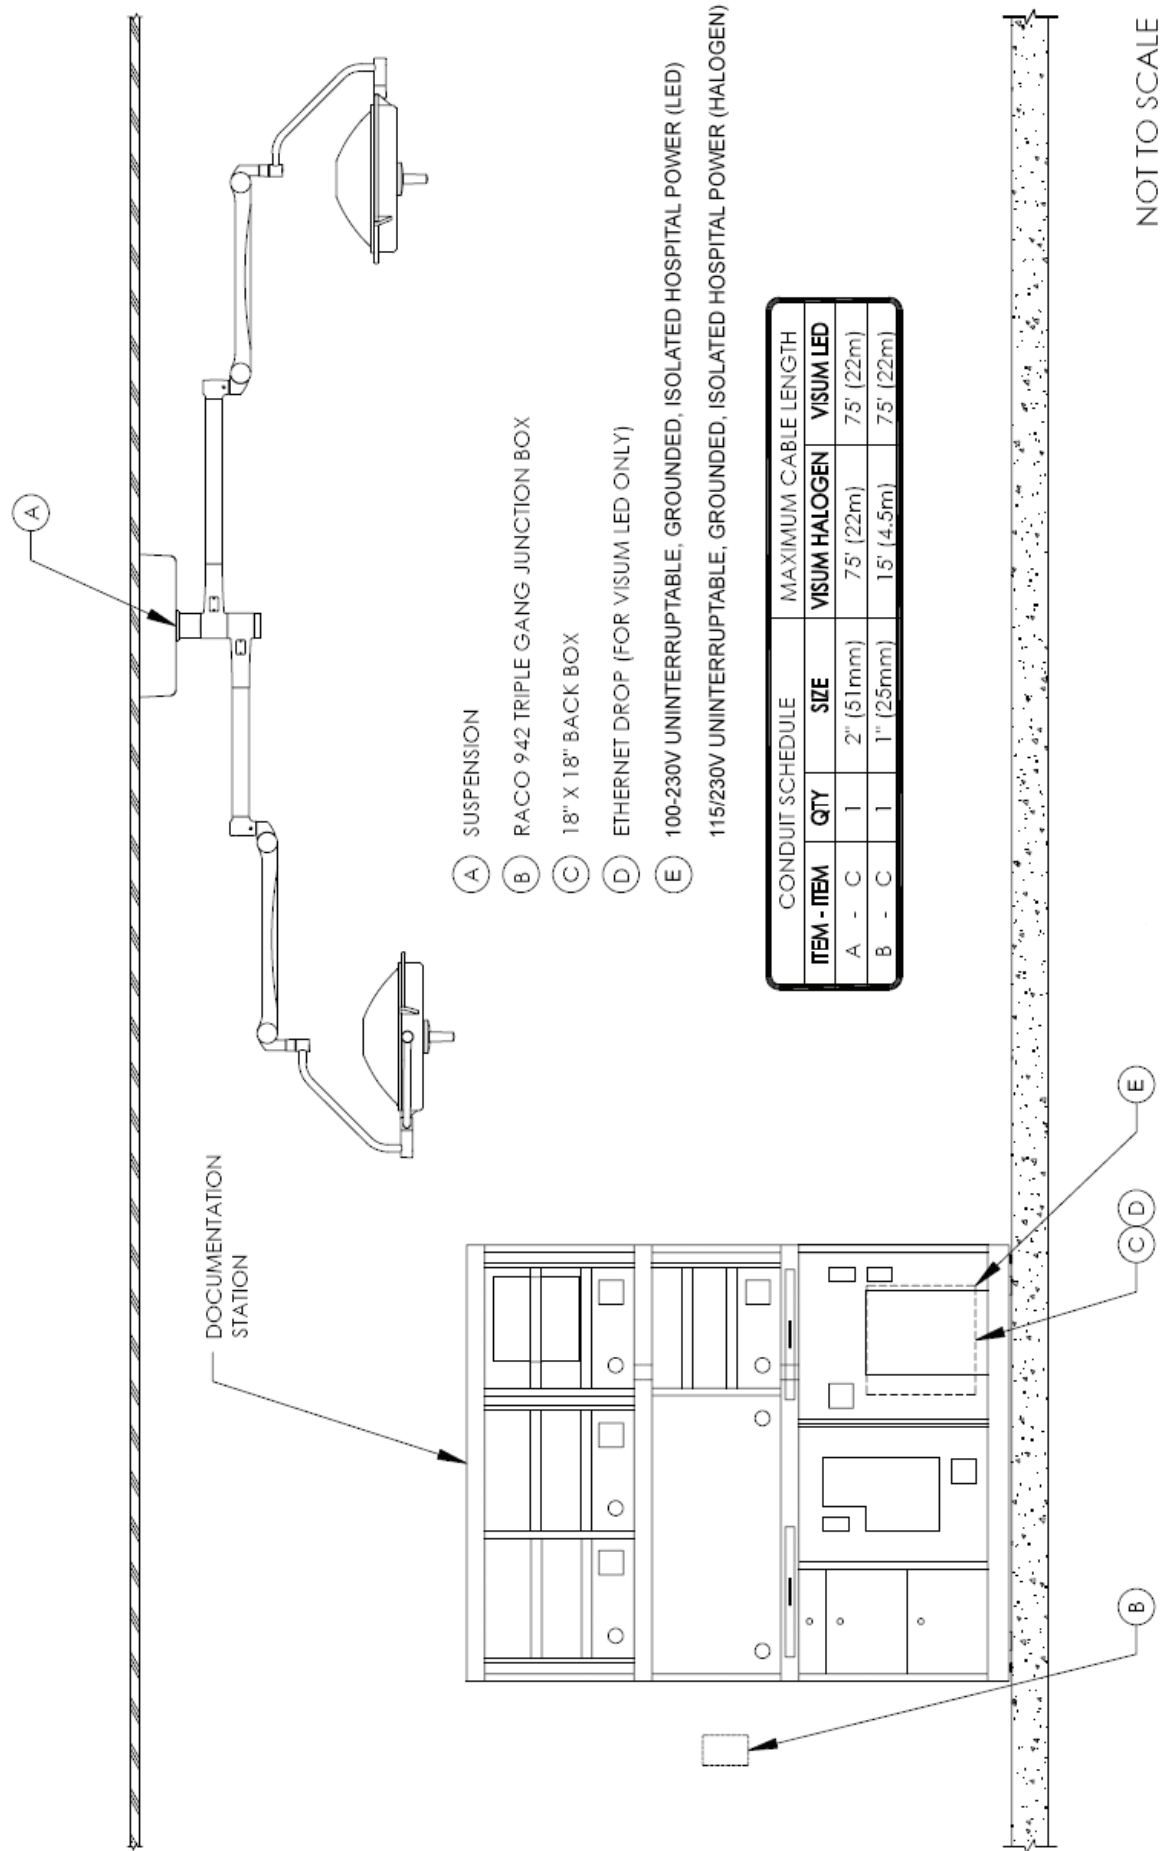 A
DOCUMENTATION
STATION
A SUSPENSION
B RACO 942 TRIPLE GANG JUNCTION BOX
C 18" X 18" BACK BOX
D ETHERNET DROP (FOR VISUM LED ONLY)
E 100-230V UNINTERRUPTABLE, GROUNDED, ISOLATED HOSPITAL POWER (LED)
115/230V UNINTERRUPTABLE, GROUNDED, ISOLATED HOSPITAL POWER (HALOGEN)
CONDUIT SCHEDULE MAXIMUM CABLE LENGTH
ITEM - ITEM QTY SIZE VISUM HALOGEN VISUM LED
A - C 1 2" (51mm) 75' (22m) 75' (22m)
B - C 1 1" (25mm) 15' (4.5m) 75' (22m)
B
C D
E
NOT TO SCALE